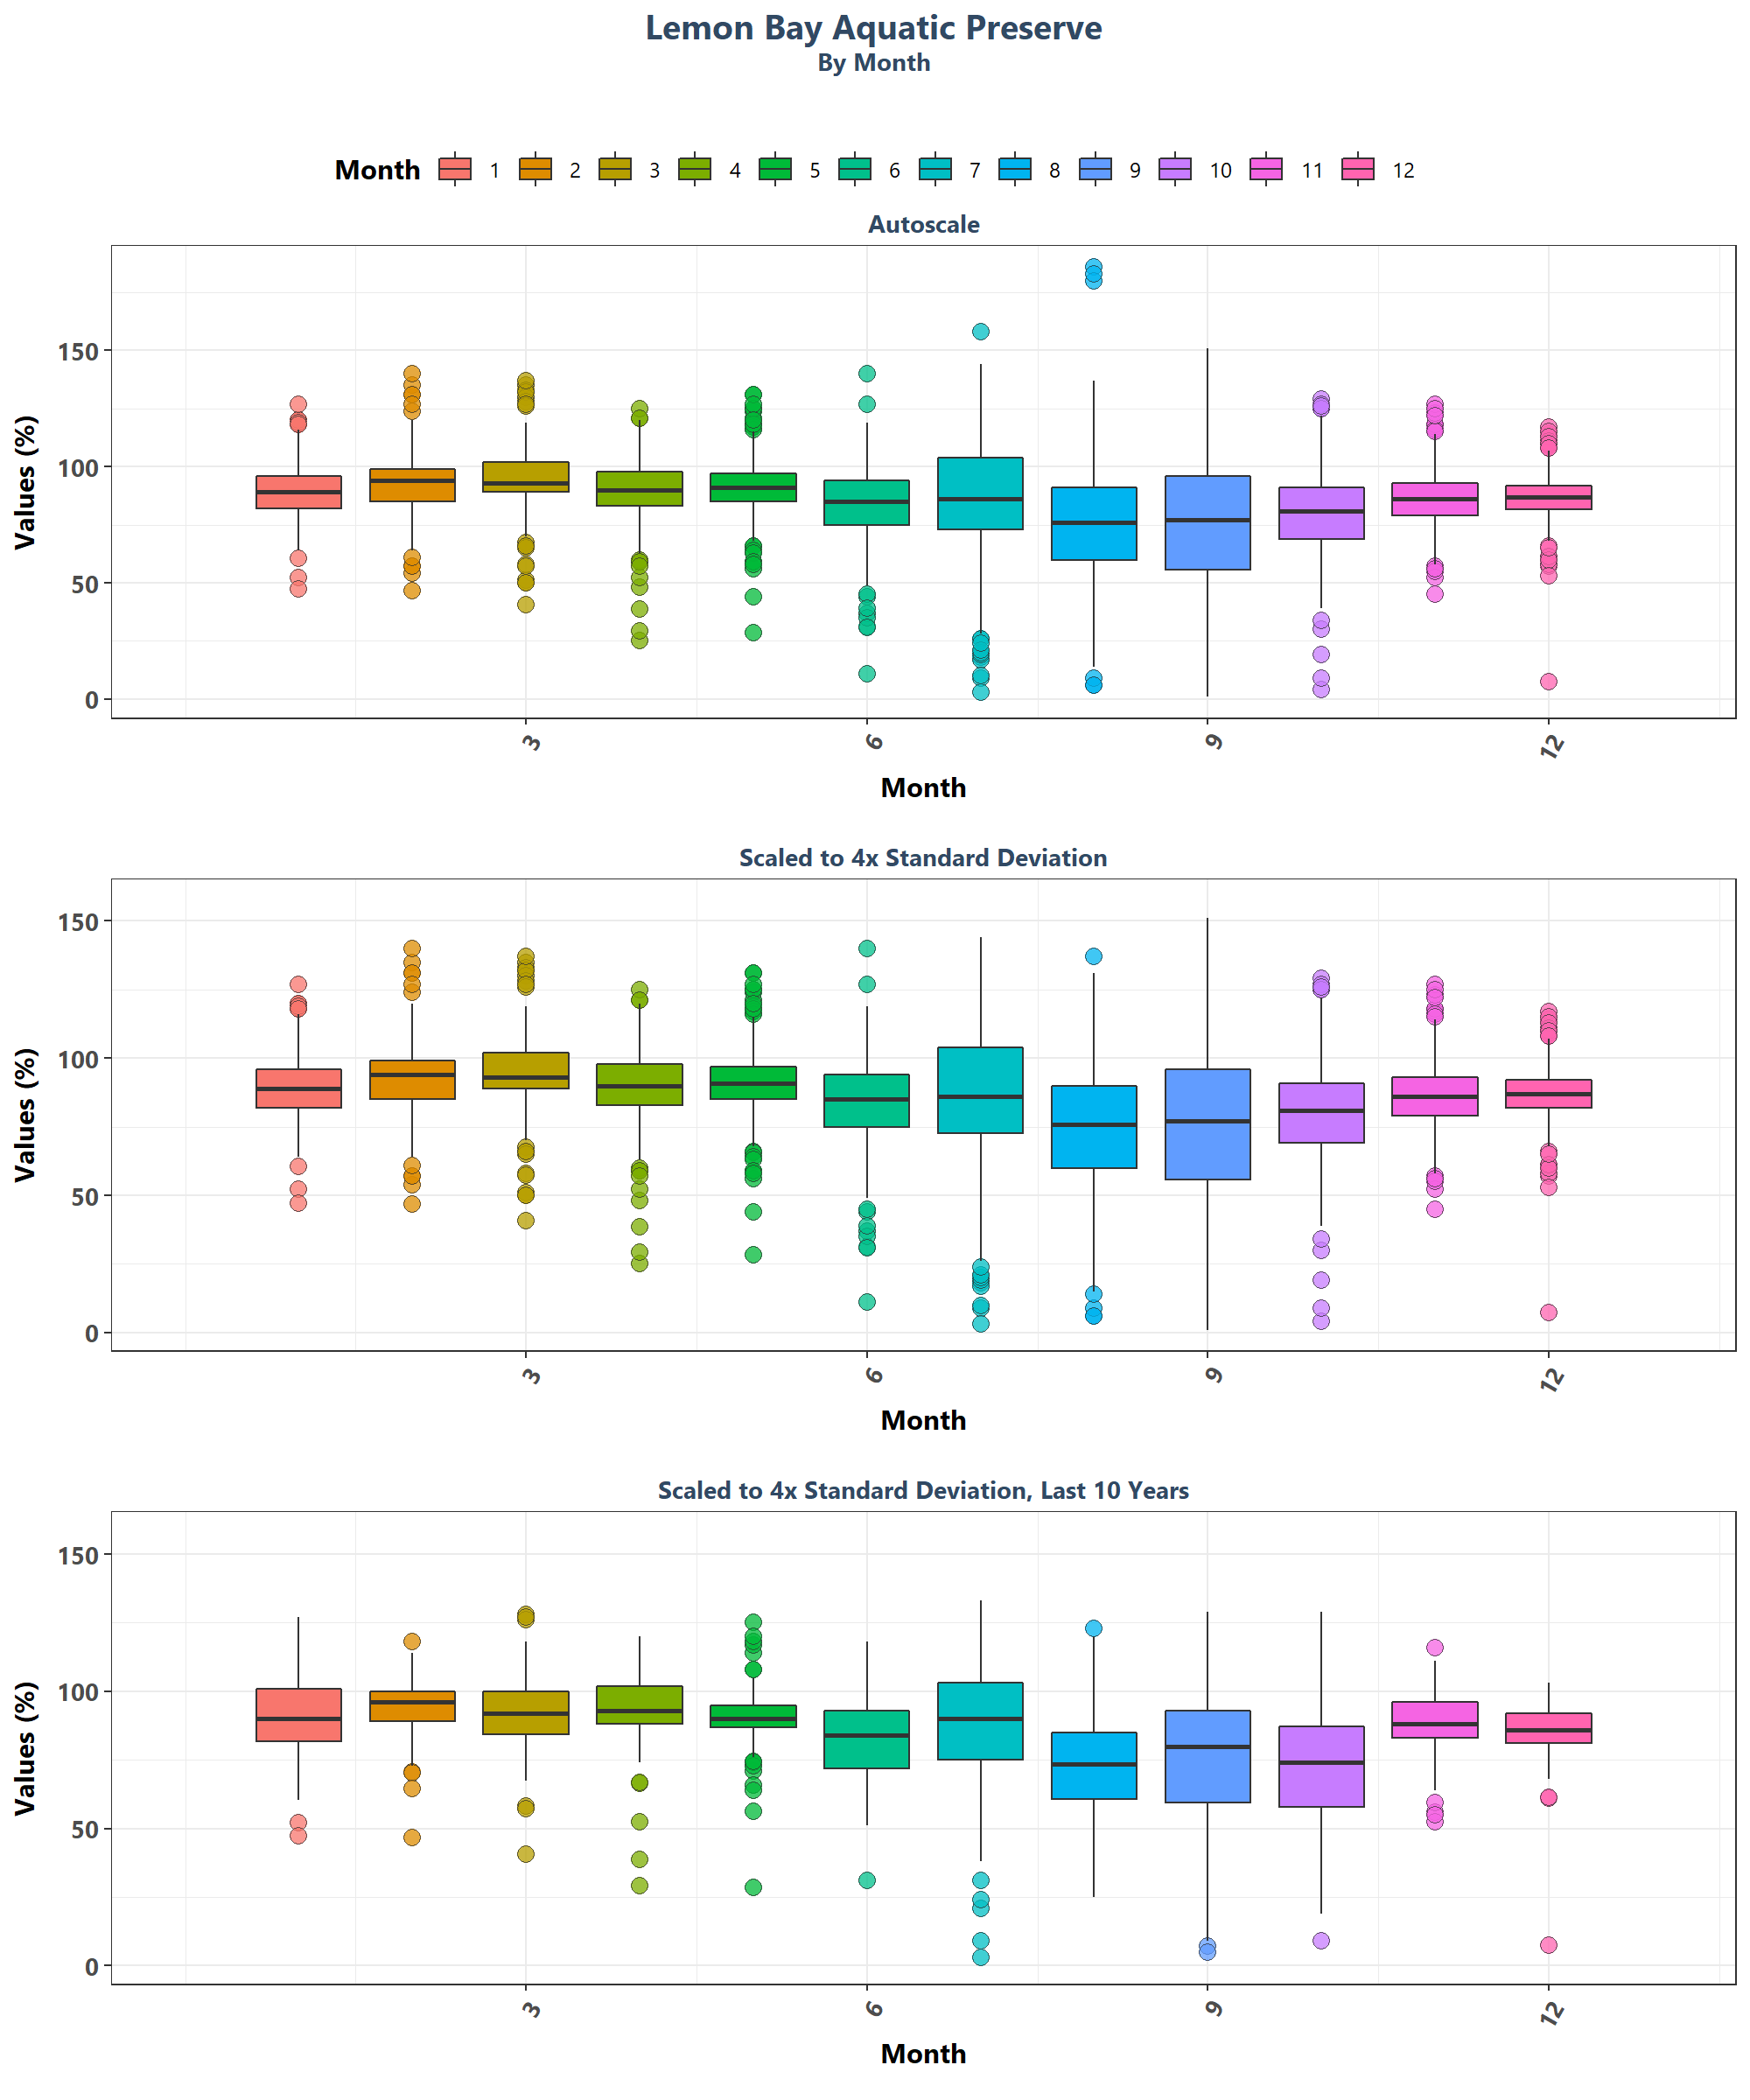 Lemon Bay Aquatic Preserve
By Month
Month 1 2 3 4 5 6 7 8 9 10 11 12
Autoscale
Values (%)
150
100
50
0
3 6 9 12
Month
Scaled to 4x Standard Deviation
Values (%)
150
100
50
0
3 6 9 12
Month
Scaled to 4x Standard Deviation, Last 10 Years
Values (%)
150
100
50
0
3 6 9 12
Month